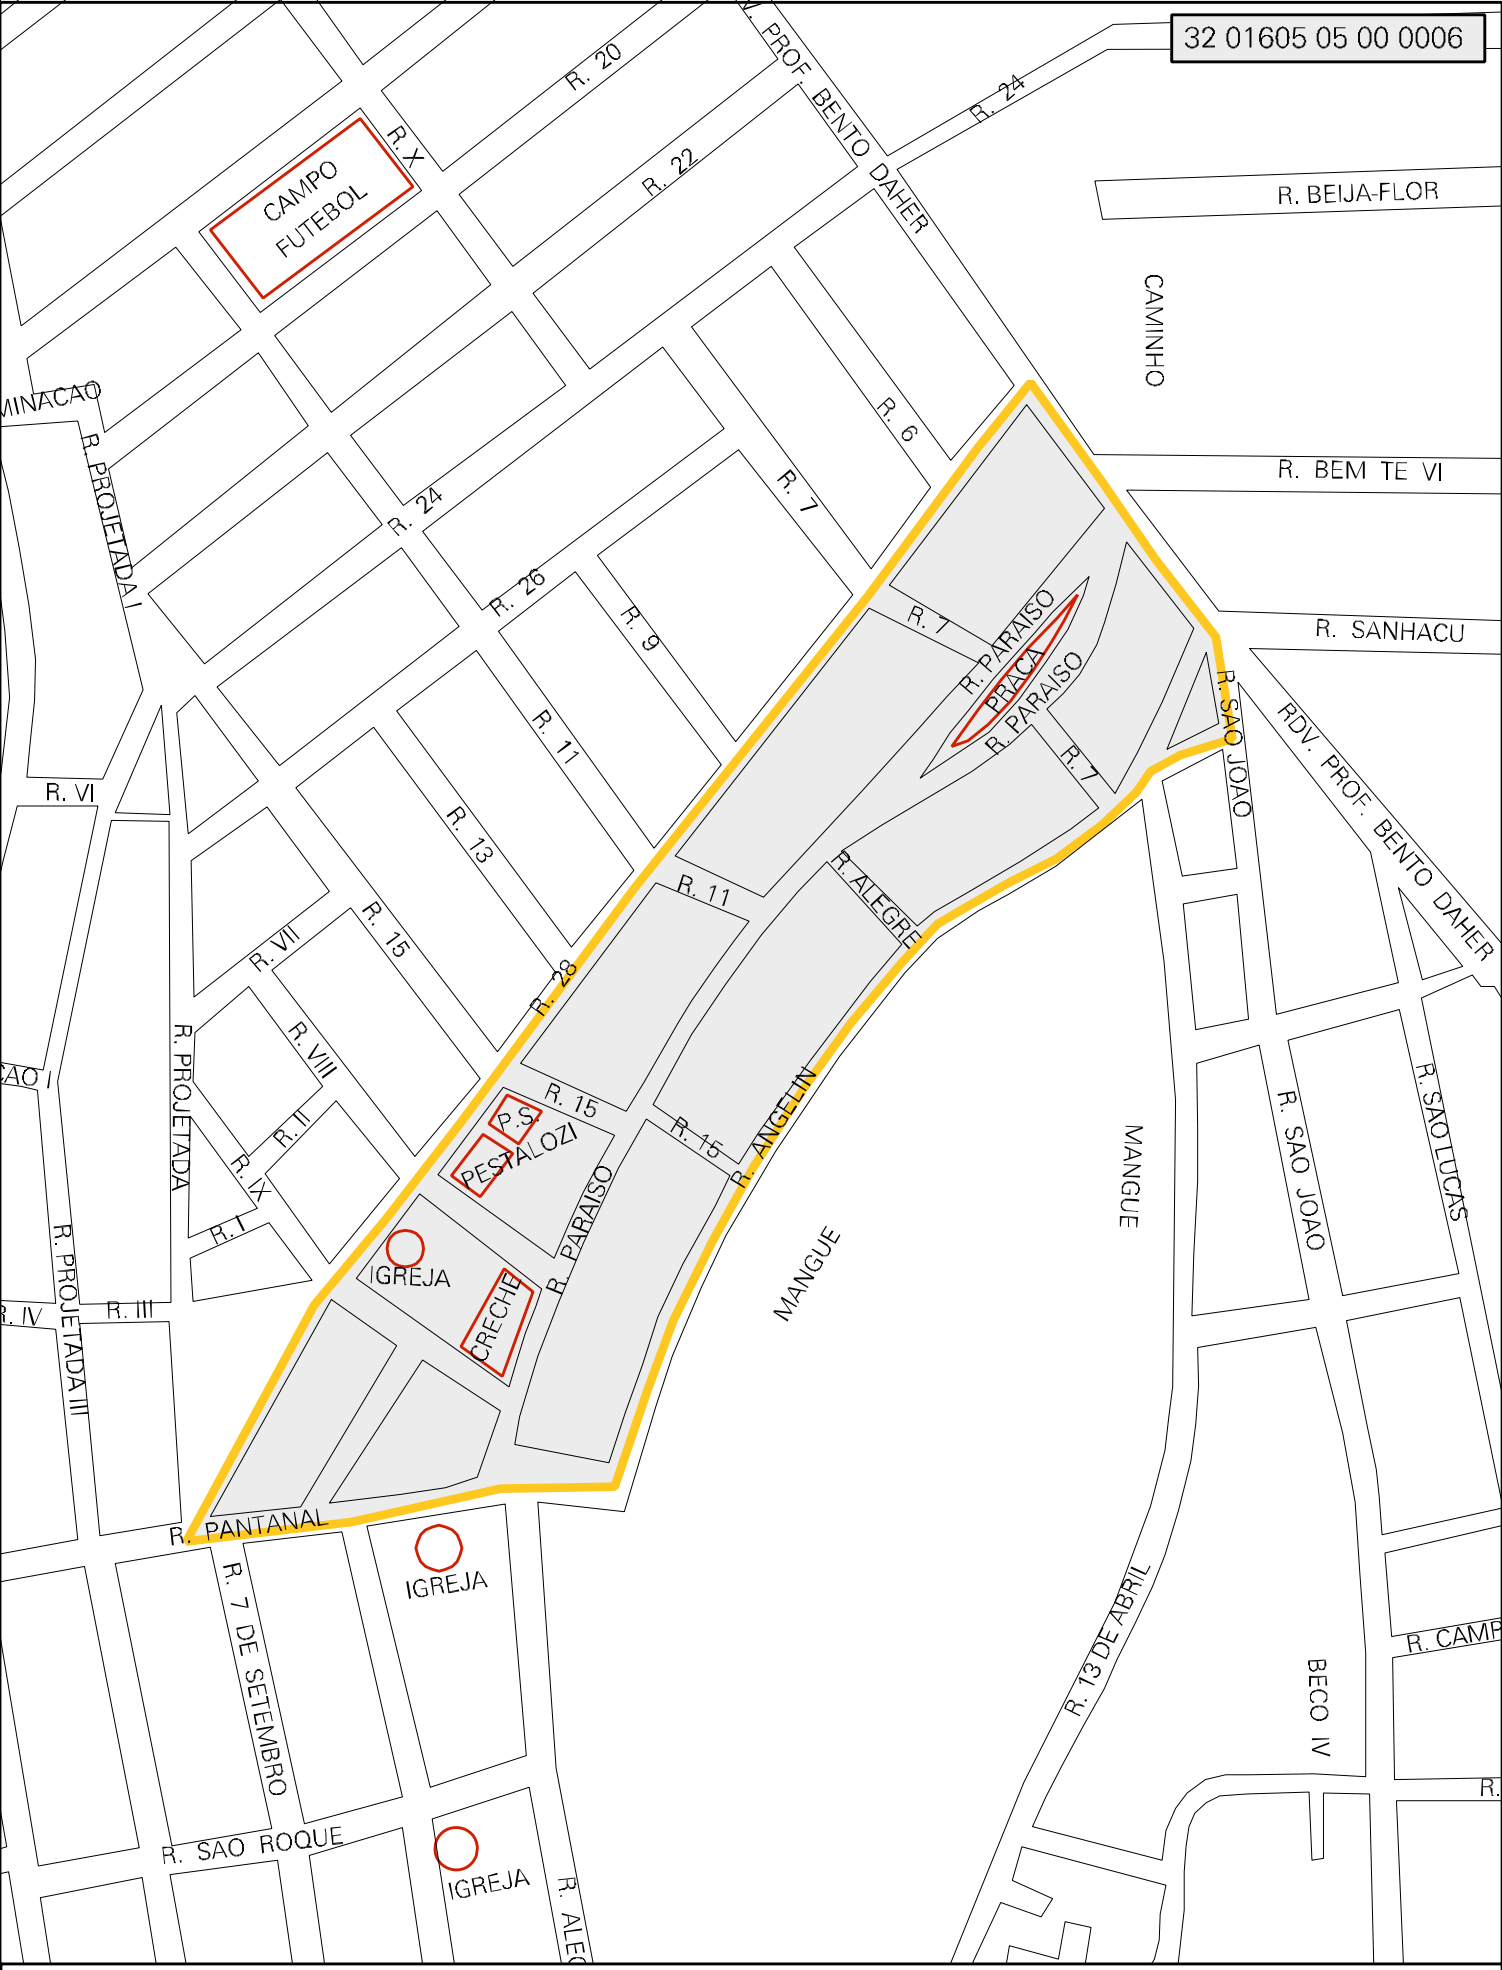 32 01605 05 00 0006
V. PROF. BENTO DAHER
R. 20
R. 24
R. X
CAMPO
FUTEBOL
R. 22
R. BEIJA-FLOR
CAMINHO
MINACAO
R. PROJETADA I
R. 6
R. 7
R. 24
R. BEM TE VI
R. 26
R. 9
R. 7
R. PARAISO
PRACA
R. PARAISO
R. SANHACU
R. 7
R. SAO JOAO
RDV. PROF. BENTO DAHER
R. VI
R. 11
R. 13
R. 11
R. ALEGRE
R. VII
R. 15
R. 28
R. PROJETADA
R. VIII
CAO I
R. II
R. IX
R. I
R. 15
P.S.
PESTALOZI
R. 15
R. ANGELIN
R. PARAISO
IGREJA
CRECHE
MANGUE
MANGUE
R. SAO JOAO
R. SAO LUCAS
R. IV
R. III
R. PROJETADA III
R. PANTANAL
IGREJA
R. 7 DE SETEMBRO
R. 13 DE ABRIL
R. CAMP
BECO IV
R.
R. SAO ROQUE
IGREJA
R. ALEG